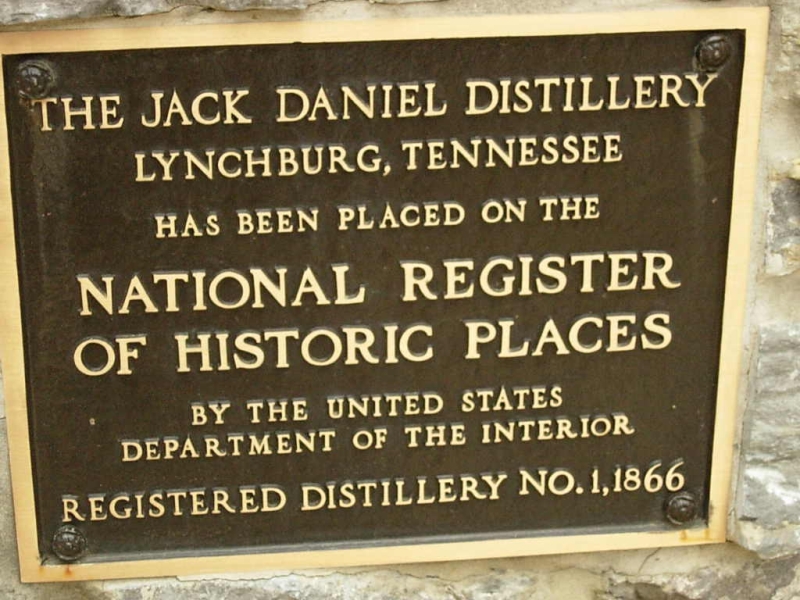 THE JACK DANIEL DISTILLERY
LYNCHBURG, TENNESSEE
HAS BEEN PLACED ON THE
NATIONAL REGISTER
OF HISTORIC PLACES
BY THE UNITED STATES
DEPARTMENT OF THE INTERIOR
REGISTERED DISTILLERY NO. 1, 1866